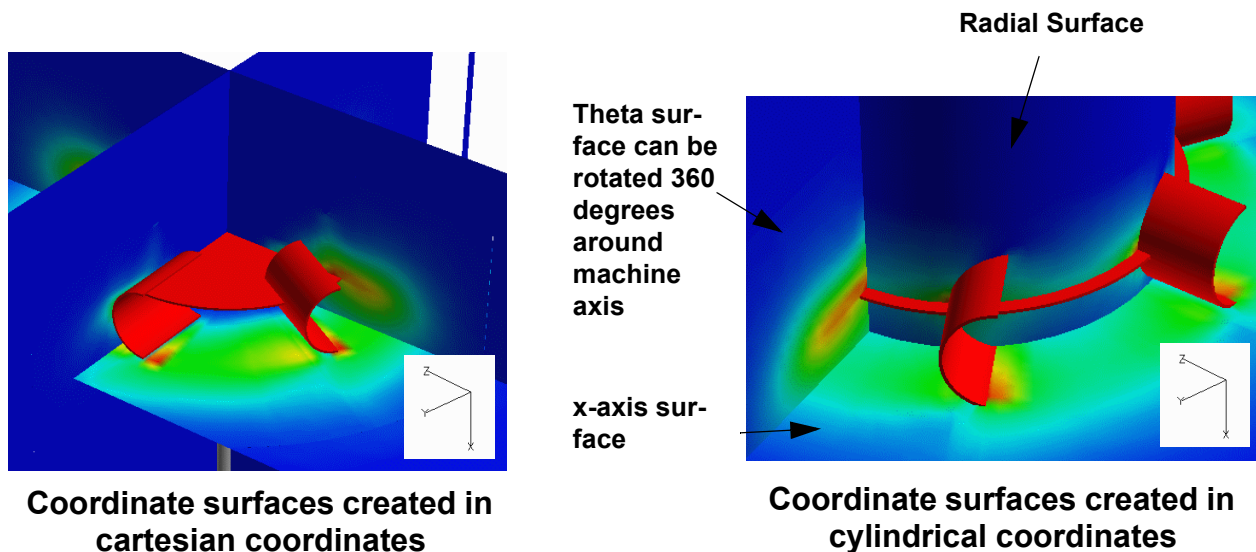 Radial Surface
Theta sur-
face can be
rotated 360
degrees
around
machine
axis
x-axis sur-
face
Z
Y
X
Z
Y
X
Coordinate surfaces created in
cartesian coordinates
Coordinate surfaces created in
cylindrical coordinates